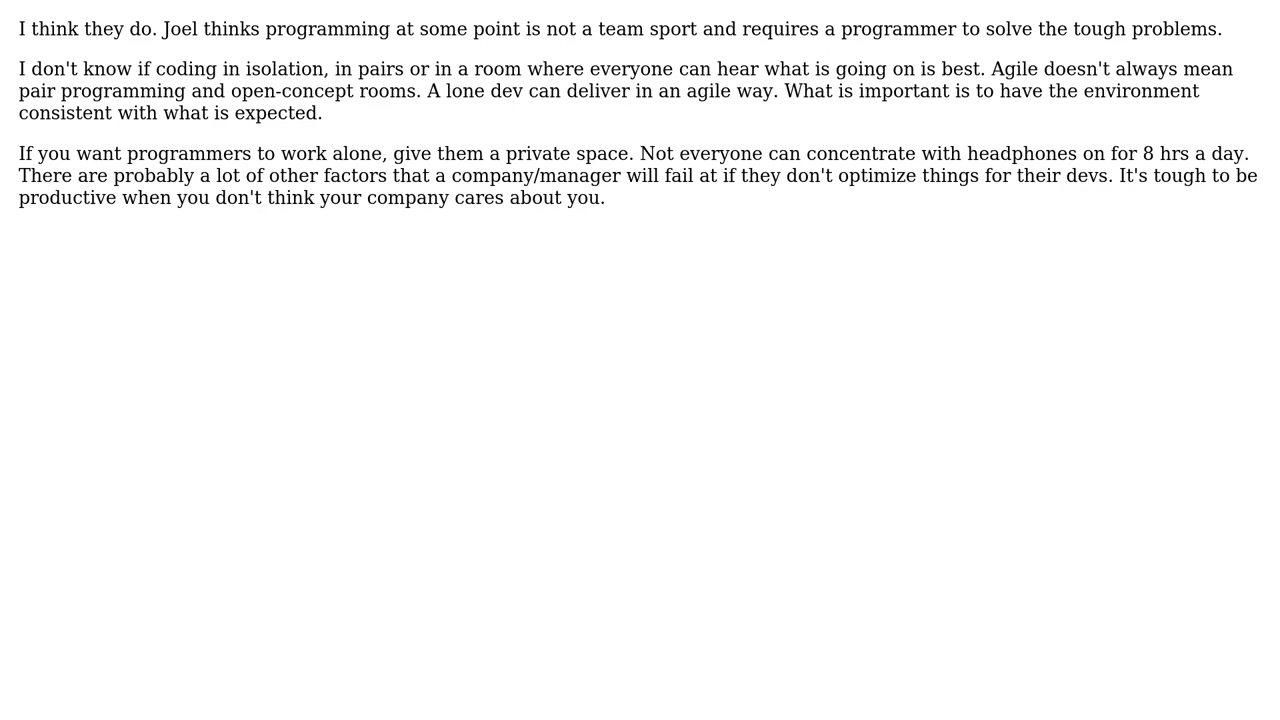 I think they do. Joel thinks programming at some point is not a team sport and requires a programmer to solve the tough problems.
I don't know if coding in isolation, in pairs or in a room where everyone can hear what is going on is best. Agile doesn't always mean
pair programming and open-concept rooms. A lone dev can deliver in an agile way. What is important is to have the environment
consistent with what is expected.
If you want programmers to work alone, give them a private space. Not everyone can concentrate with headphones on for 8 hrs a day.
There are probably a lot of other factors that a company/manager will fail at if they don't optimize things for their devs. It's tough to be
productive when you don't think your company cares about you.